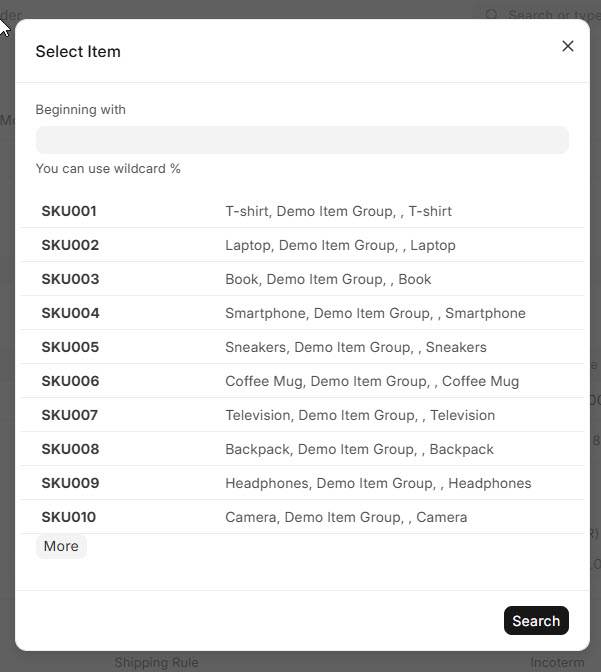 der
Search or type
Select Item
Beginning with
You can use wildcard %
SKU001 T-shirt, Demo Item Group, , T-shirt
SKU002 Laptop, Demo Item Group, , Laptop
SKU003 Book, Demo Item Group, , Book
SKU004 Smartphone, Demo Item Group, , Smartphone
SKU005 Sneakers, Demo Item Group, , Sneakers
SKU006 Coffee Mug, Demo Item Group, , Coffee Mug
SKU007 Television, Demo Item Group, , Television
SKU008 Backpack, Demo Item Group, , Backpack
SKU009 Headphones, Demo Item Group, , Headphones
SKU010 Camera, Demo Item Group, , Camera
More
Search
Shipping Rule Incoterm